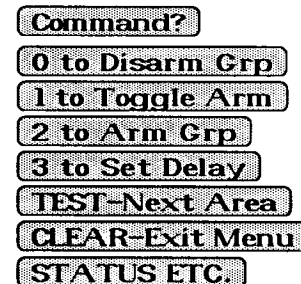 Command?
0 to Disarm Grp
1 to Toggle Arm
2 to Arm Grp
3 to Set Delay
TEST-Next Area
CLEAR-Exit Menu
STATUS ETC.